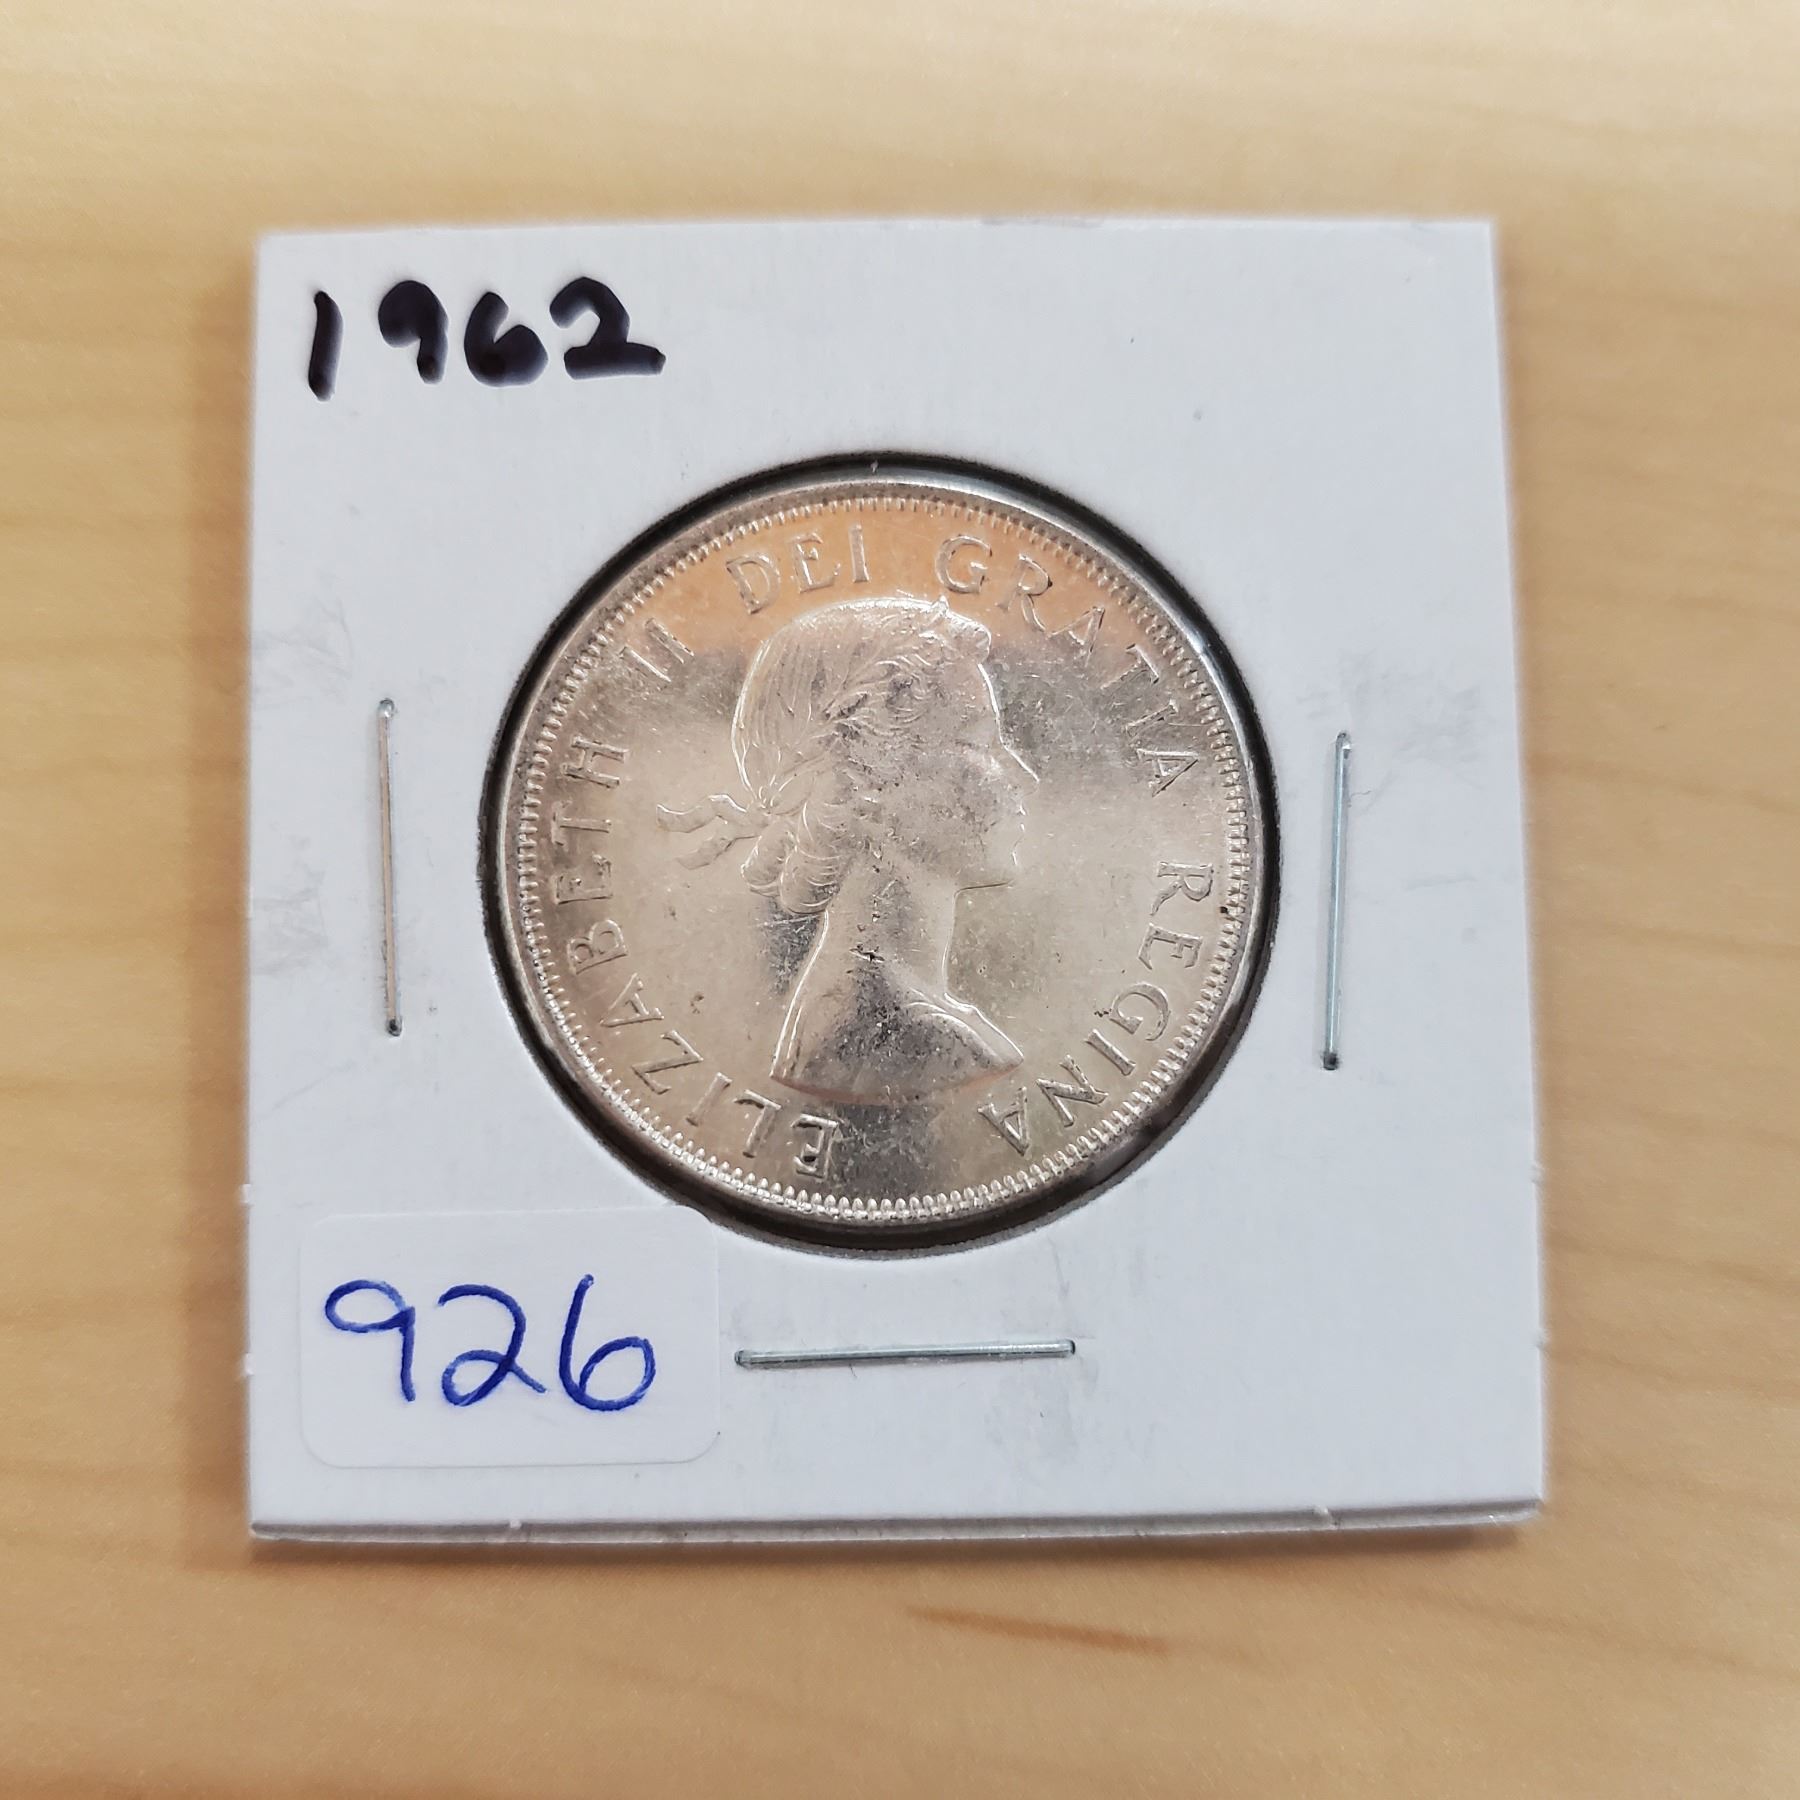 1962
ELIZABETH II DEI GRATIA REGINA
926